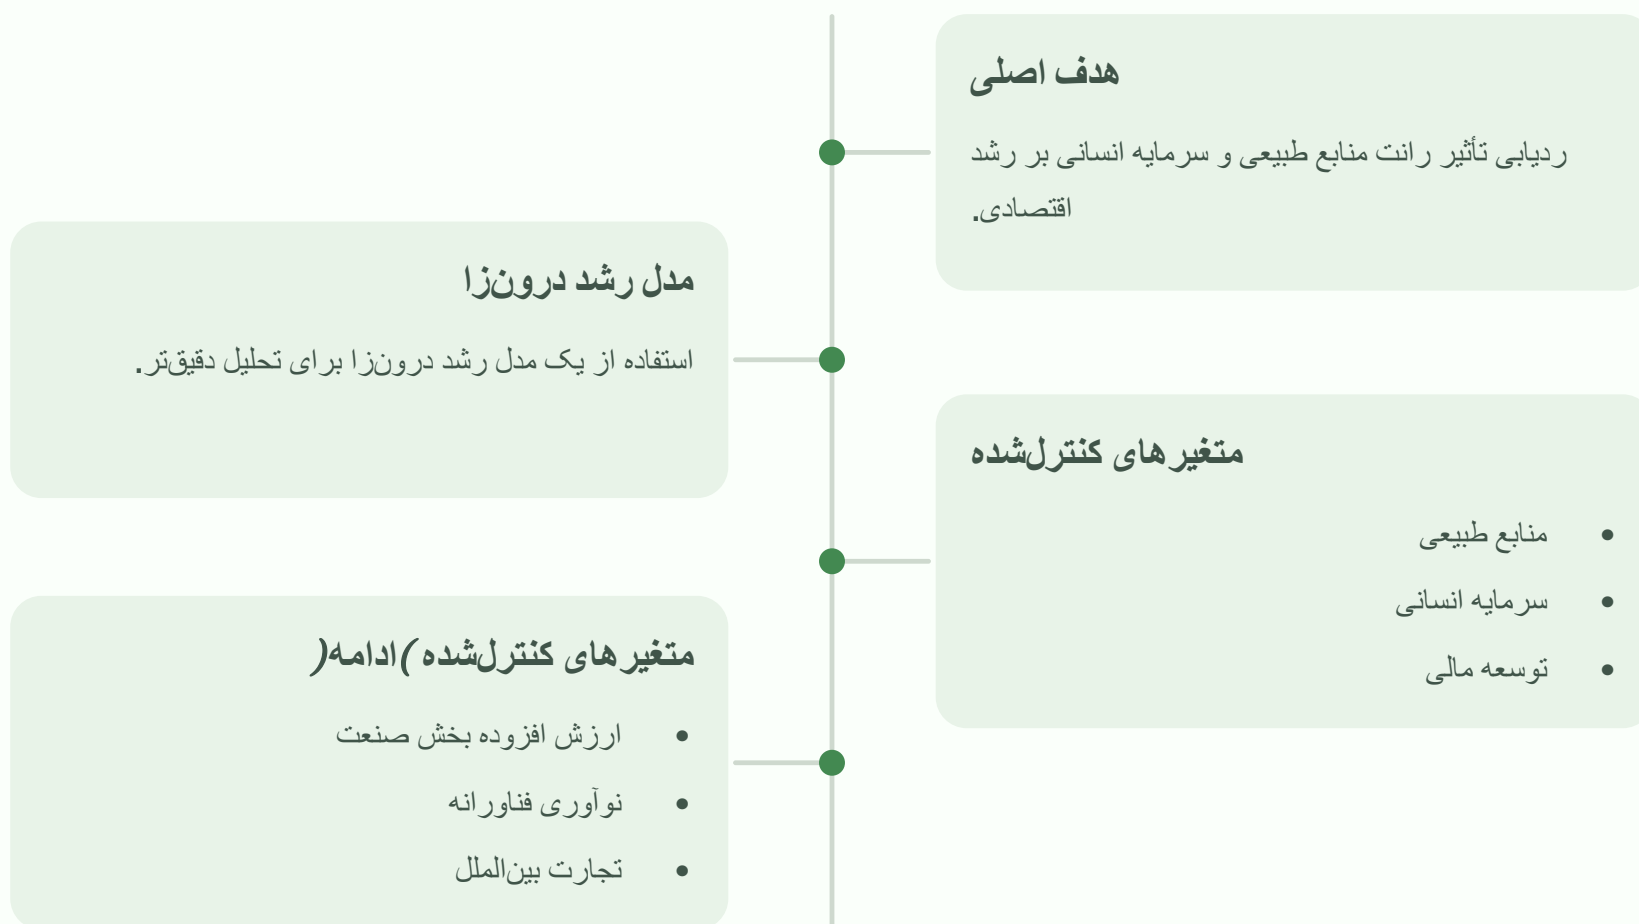 هدف اصلی
ردیابی تأثیر رانت منابع طبیعی و سرمایه انسانی بر رشد
اقتصادی.
مدل رشد درون‌زا
استفاده از یک مدل رشد درون‌زا برای تحلیل دقیق‌تر.
متغیرهای کنترل‌شده
• منابع طبیعی
• سرمایه انسانی
• توسعه مالی
متغیرهای کنترل‌شده )ادامه(
• ارزش افزوده بخش صنعت
• نوآوری فناورانه
• تجارت بین‌الملل